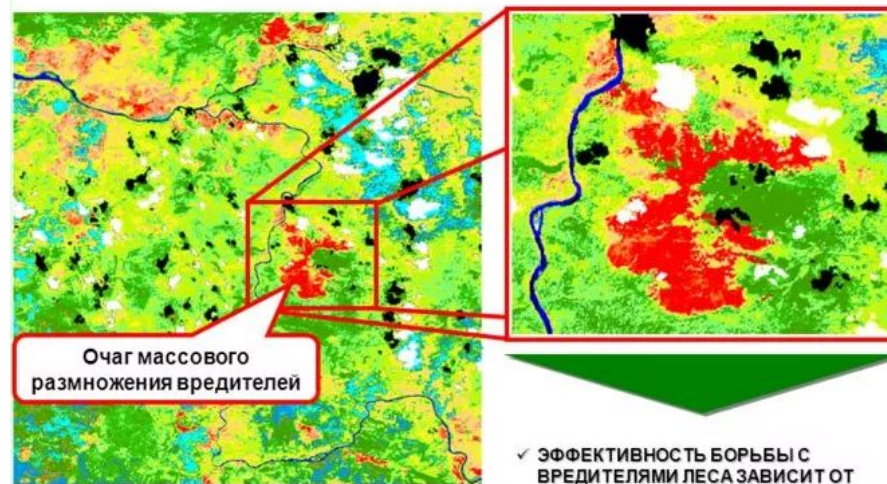 Очаг массового
размножения вредителей
✓ ЭФФЕКТИВНОСТЬ БОРЬБЫ С
ВРЕДИТЕЛЯМИ ЛЕСА ЗАВИСИТ ОТ